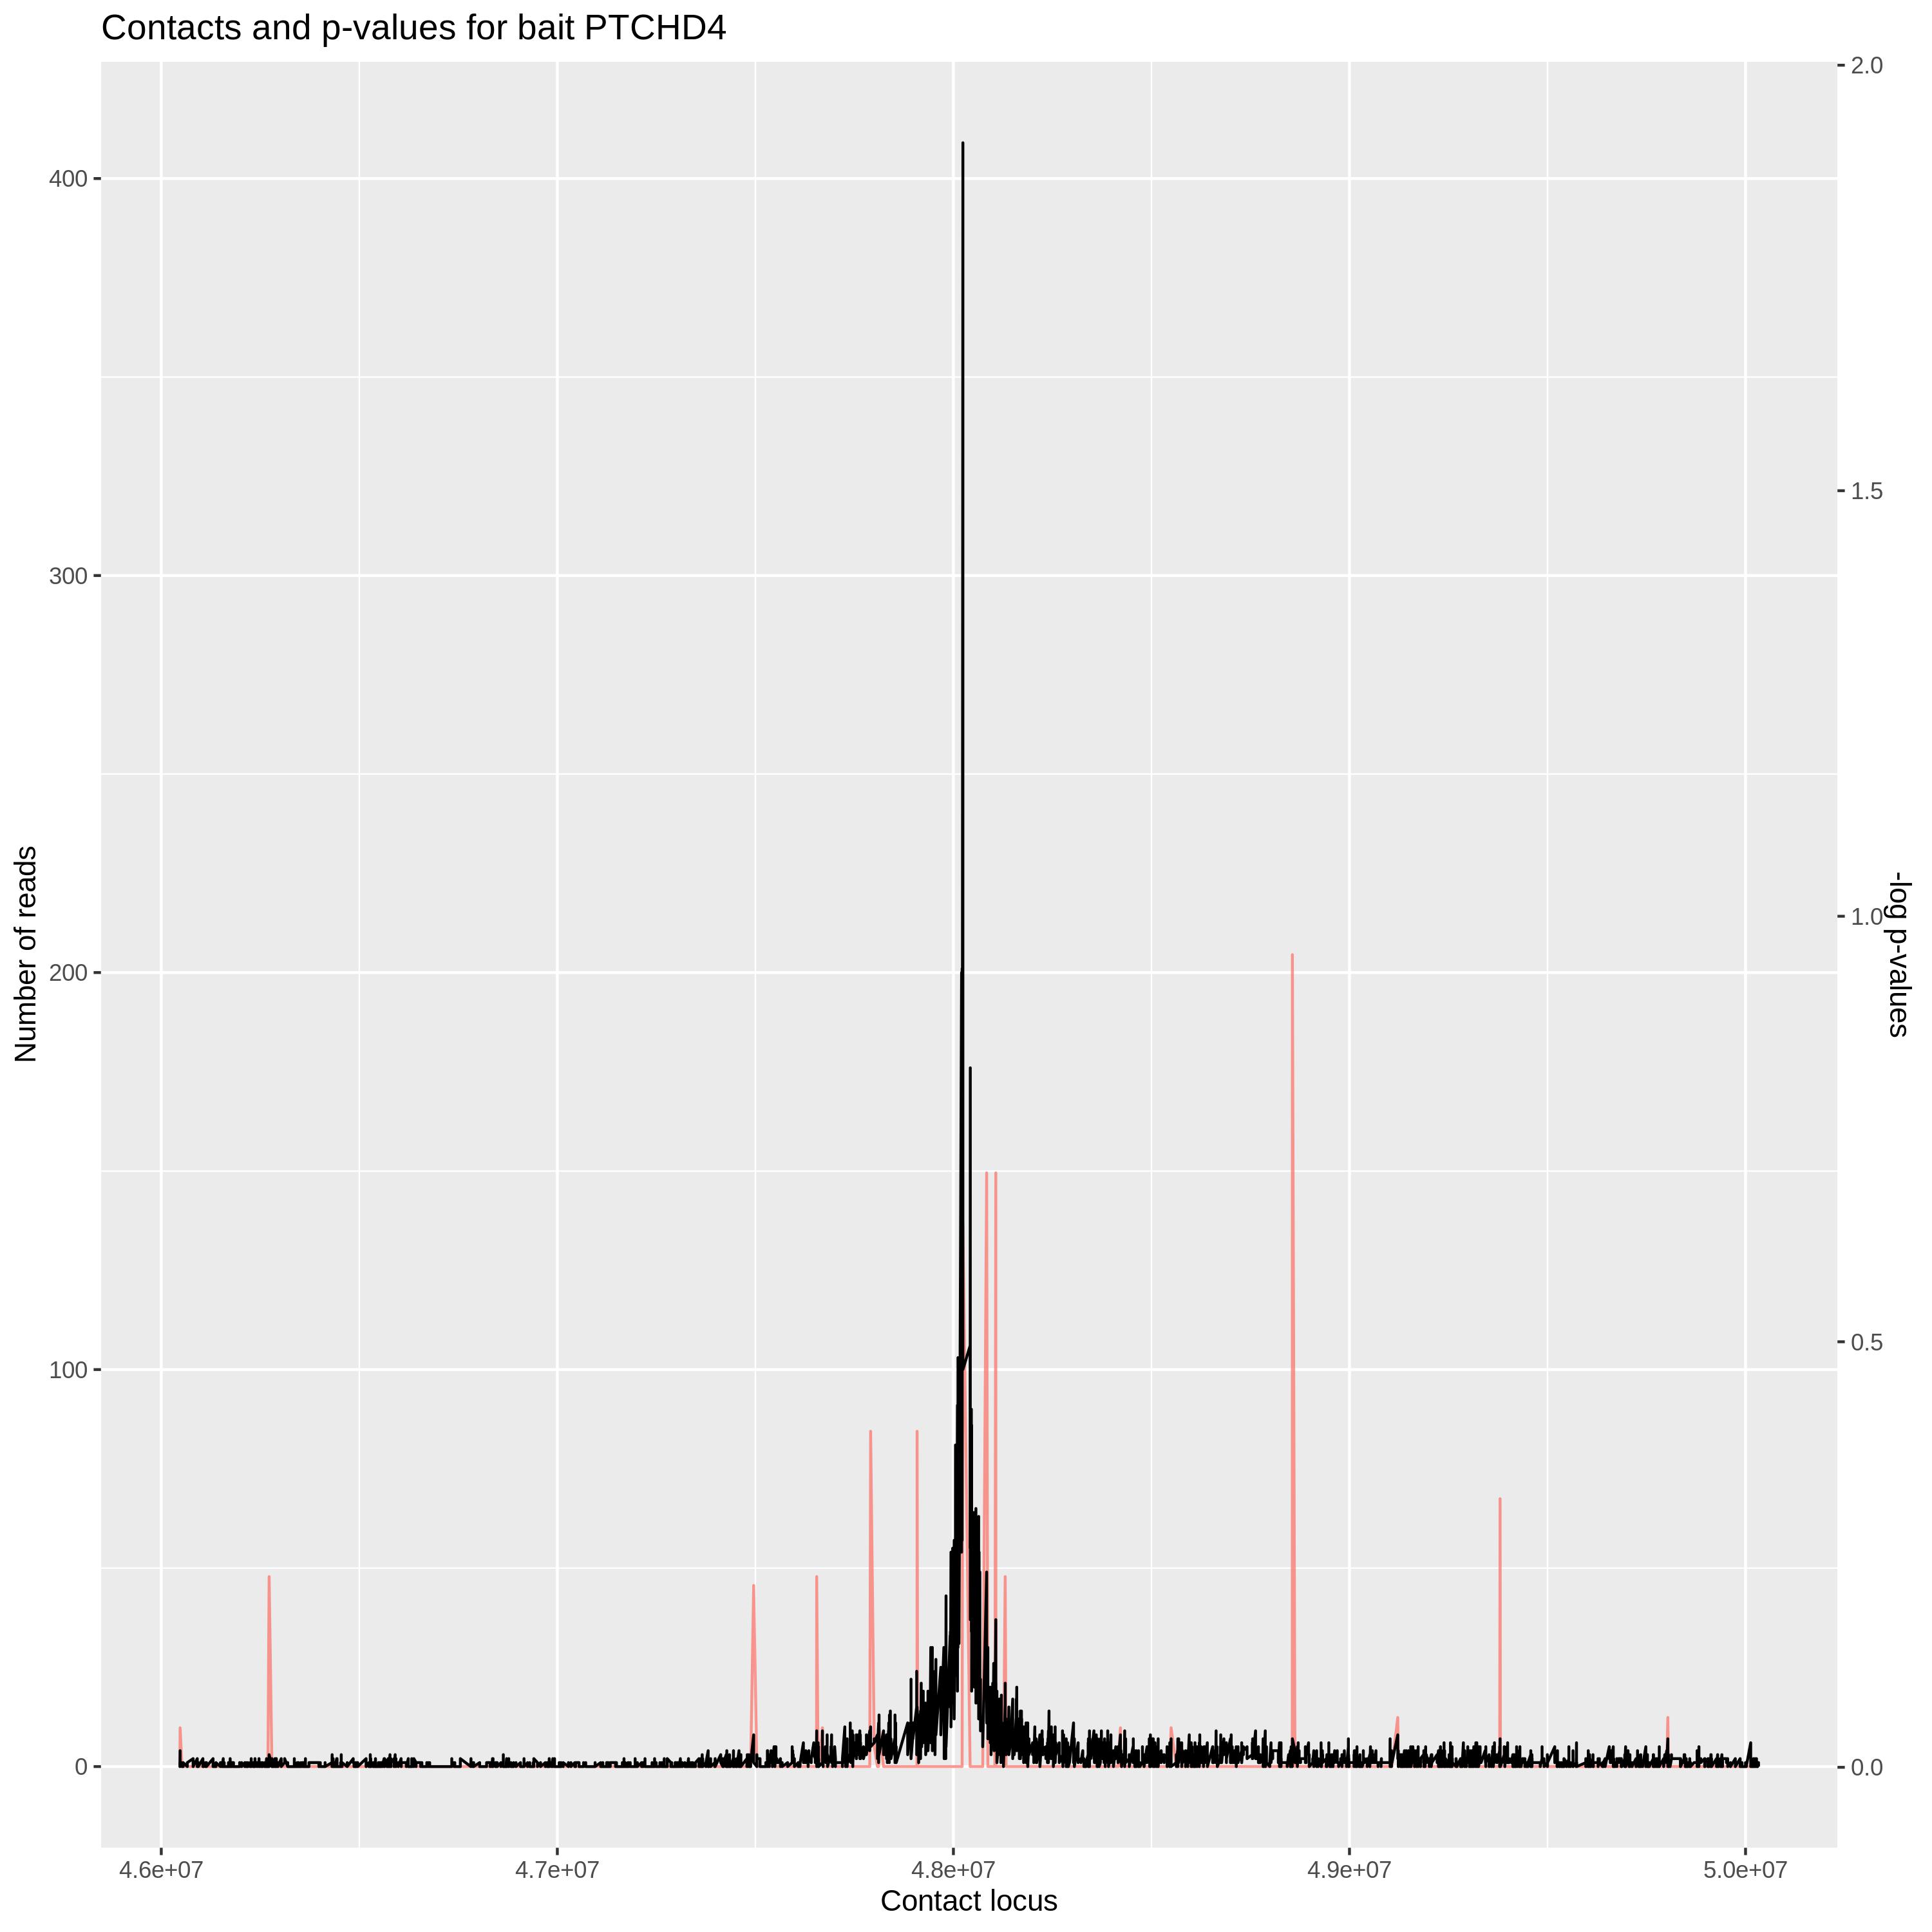 Contacts and p-values for bait PTCHD4
Number of reads
400
300
200
100
0
2.0
1.5
1.0
0.5
0.0
-log p-values
4.6e+07 4.7e+07 4.8e+07 4.9e+07 5.0e+07
Contact locus